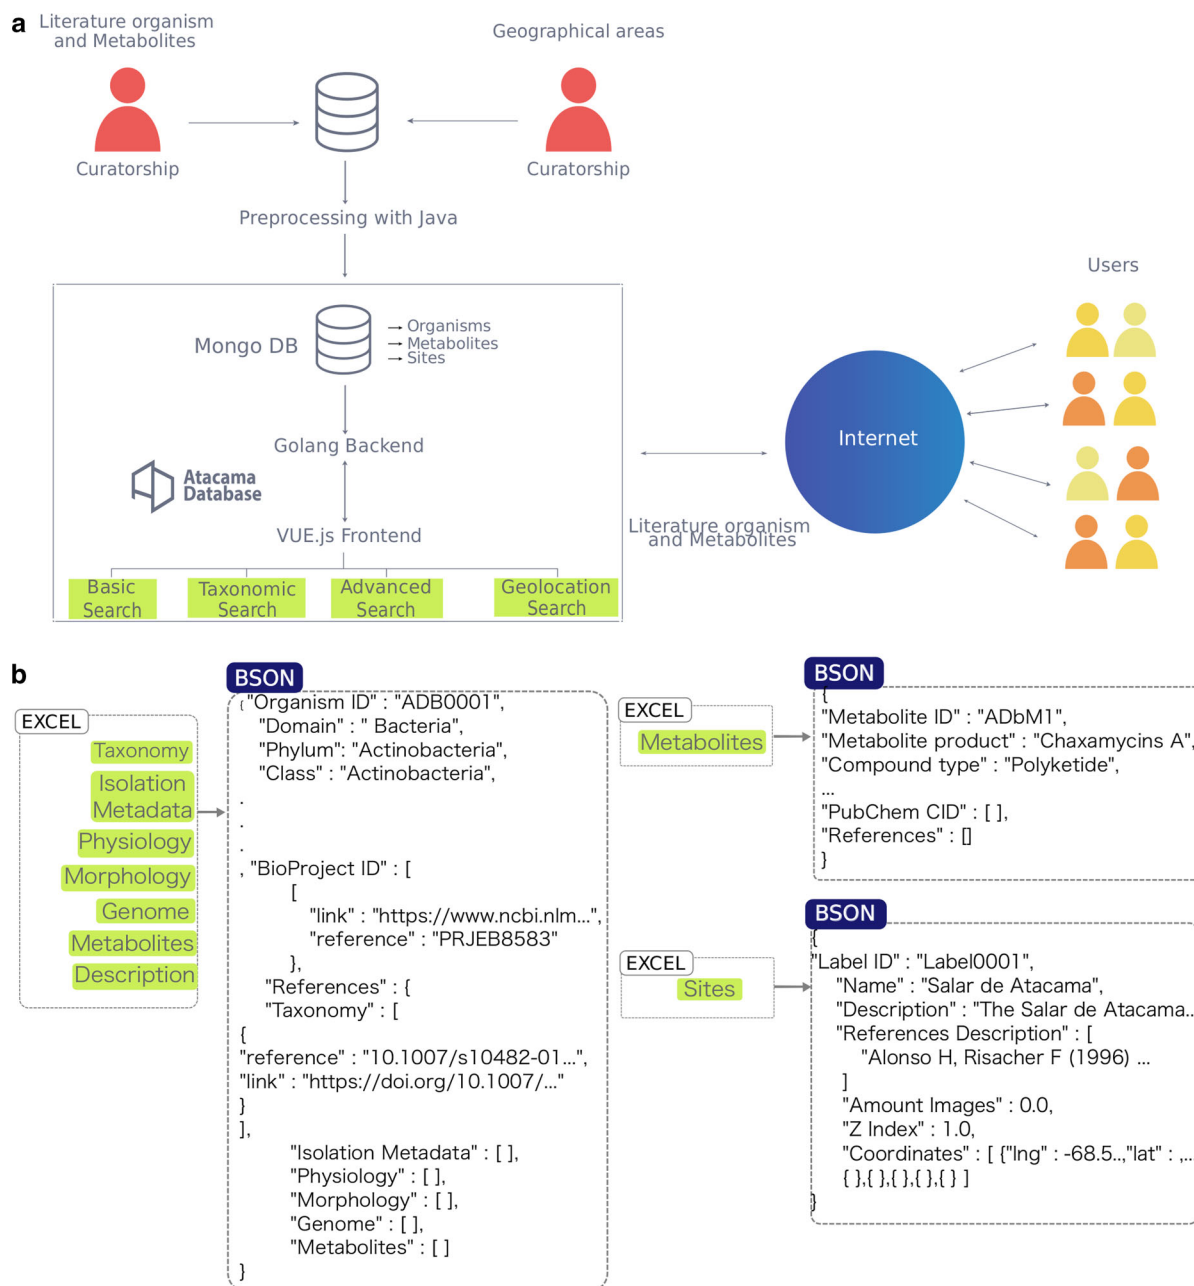 a
Literature organism
and Metabolites
Geographical areas
Curatorship
Curatorship
Preprocessing with Java
Mongo DB
Organisms
Metabolites
Sites
Golang Backend
Atacama
Database
VUE.js Frontend
Basic
Search
Taxonomic
Search
Advanced
Search
Geolocation
Search
Literature organism
and Metabolites
Internet
Users
b
EXCEL
Taxonomy
Isolation
Metadata
Physiology
Morphology
Genome
Metabolites
Description
BSON
{ "Organism ID" : "ADB0001",
"Domain" : " Bacteria",
"Phylum": "Actinobacteria",
"Class" : "Actinobacteria",
.
.
.
, "BioProject ID" : [
[
"link" : "https://www.ncbi.nlm...",
"reference" : "PRJEB8583"
},
"References" : {
"Taxonomy" : [
{
"reference" : "10.1007/s10482-01...",
"link" : "https://doi.org/10.1007/..."
}
],
"Isolation Metadata" : [ ],
"Physiology" : [ ],
"Morphology" : [ ],
"Genome" : [ ],
"Metabolites" : [ ]
}
EXCEL
Metabolites
BSON
{
"Metabolite ID" : "ADbM1",
"Metabolite product" : "Chaxamycins A",
"Compound type" : "Polyketide",
...
"PubChem CID" : [ ],
"References" : []
}
EXCEL
Sites
BSON
{
"Label ID" : "Label0001",
"Name" : "Salar de Atacama",
"Description" : "The Salar de Atacama...
"References Description" : [
"Alonso H, Risacher F (1996) ...
]
"Amount Images" : 0.0,
"Z Index" : 1.0,
"Coordinates" : [ {"lng" : -68.5..,"lat" : ,...
{ },{ },{ },{ },{ } ]
}